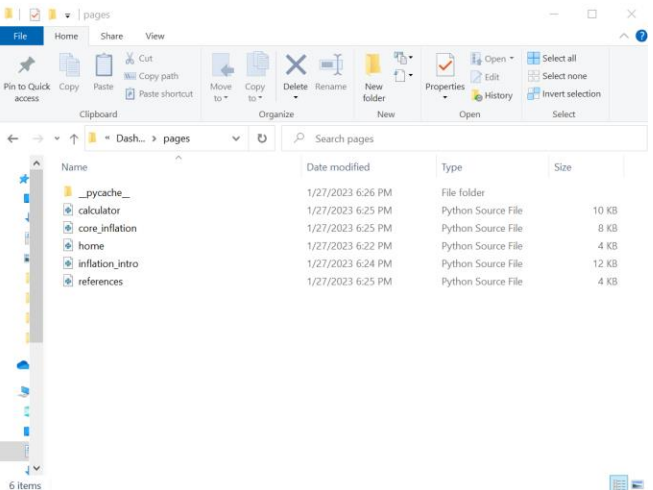 pages
File Home Share View
Pin to Quick access
Copy
Paste
Cut
Copy path
Paste shortcut
Clipboard
Move to
Copy to
Delete
Rename
Organize
New folder
New
Properties
Open
Edit
History
Open
Select all
Select none
Invert selection
Select
« Dash... > pages
Search pages
Name Date modified Type Size
__pycache__ 1/27/2023 6:26 PM File folder
calculator 1/27/2023 6:25 PM Python Source File 10 KB
core_inflation 1/27/2023 6:25 PM Python Source File 8 KB
home 1/27/2023 6:22 PM Python Source File 4 KB
inflation_intro 1/27/2023 6:24 PM Python Source File 12 KB
references 1/27/2023 6:25 PM Python Source File 4 KB
6 items